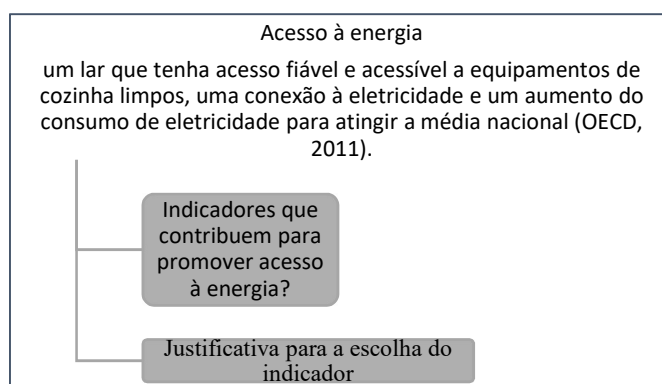 Acesso à energia
um lar que tenha acesso fiável e acessível a equipamentos de
cozinha limpos, uma conexão à eletricidade e um aumento do
consumo de eletricidade para atingir a média nacional (OECD,
2011).
Indicadores que
contribuem para
promover acesso
à energia?
Justificativa para a escolha do
indicador